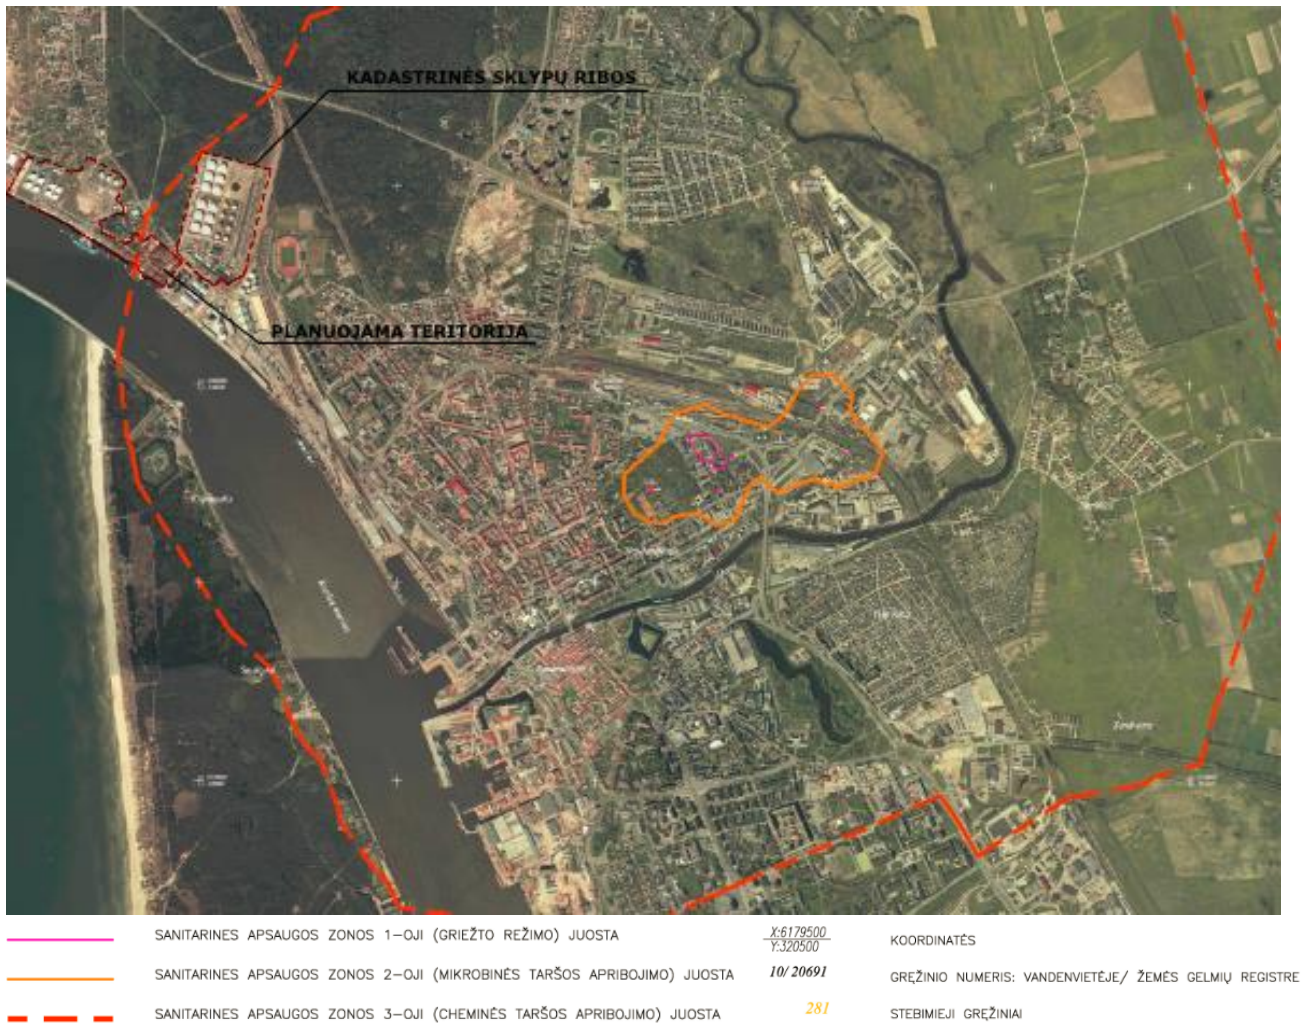 KADASTRINĖS SKLYPŲ RIBOS
PLANUOJAMA TERITORIJA
SANITARINES APSAUGOS ZONOS 1-OJI (GRIEŽTO REŽIMO) JUOSTA
X:6179500
Y:320500
KOORDINATĖS
SANITARINES APSAUGOS ZONOS 2-OJI (MIKROBINĖS TARŠOS APRIBOJIMO) JUOSTA
10/20691
GRĘŽINIO NUMERIS: VANDENVIETĖJE/ ŽEMĖS GELMIŲ REGISTRE
SANITARINES APSAUGOS ZONOS 3-OJI (CHEMINĖS TARŠOS APRIBOJIMO) JUOSTA
281
STEBIMIEJI GRĘŽINIAI